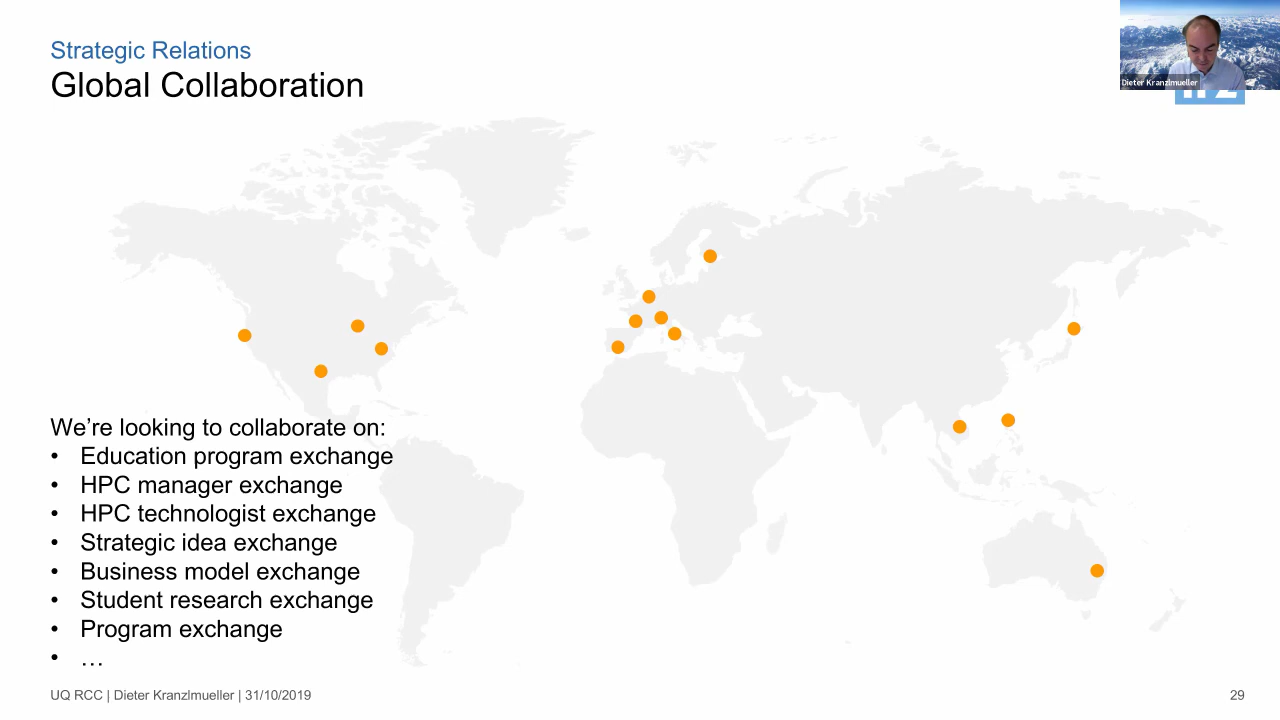 Strategic Relations
Global Collaboration
Dieter Kranzlmueller
We’re looking to collaborate on:
• Education program exchange
• HPC manager exchange
• HPC technologist exchange
• Strategic idea exchange
• Business model exchange
• Student research exchange
• Program exchange
• …
UQ RCC | Dieter Kranzlmueller | 31/10/2019
29